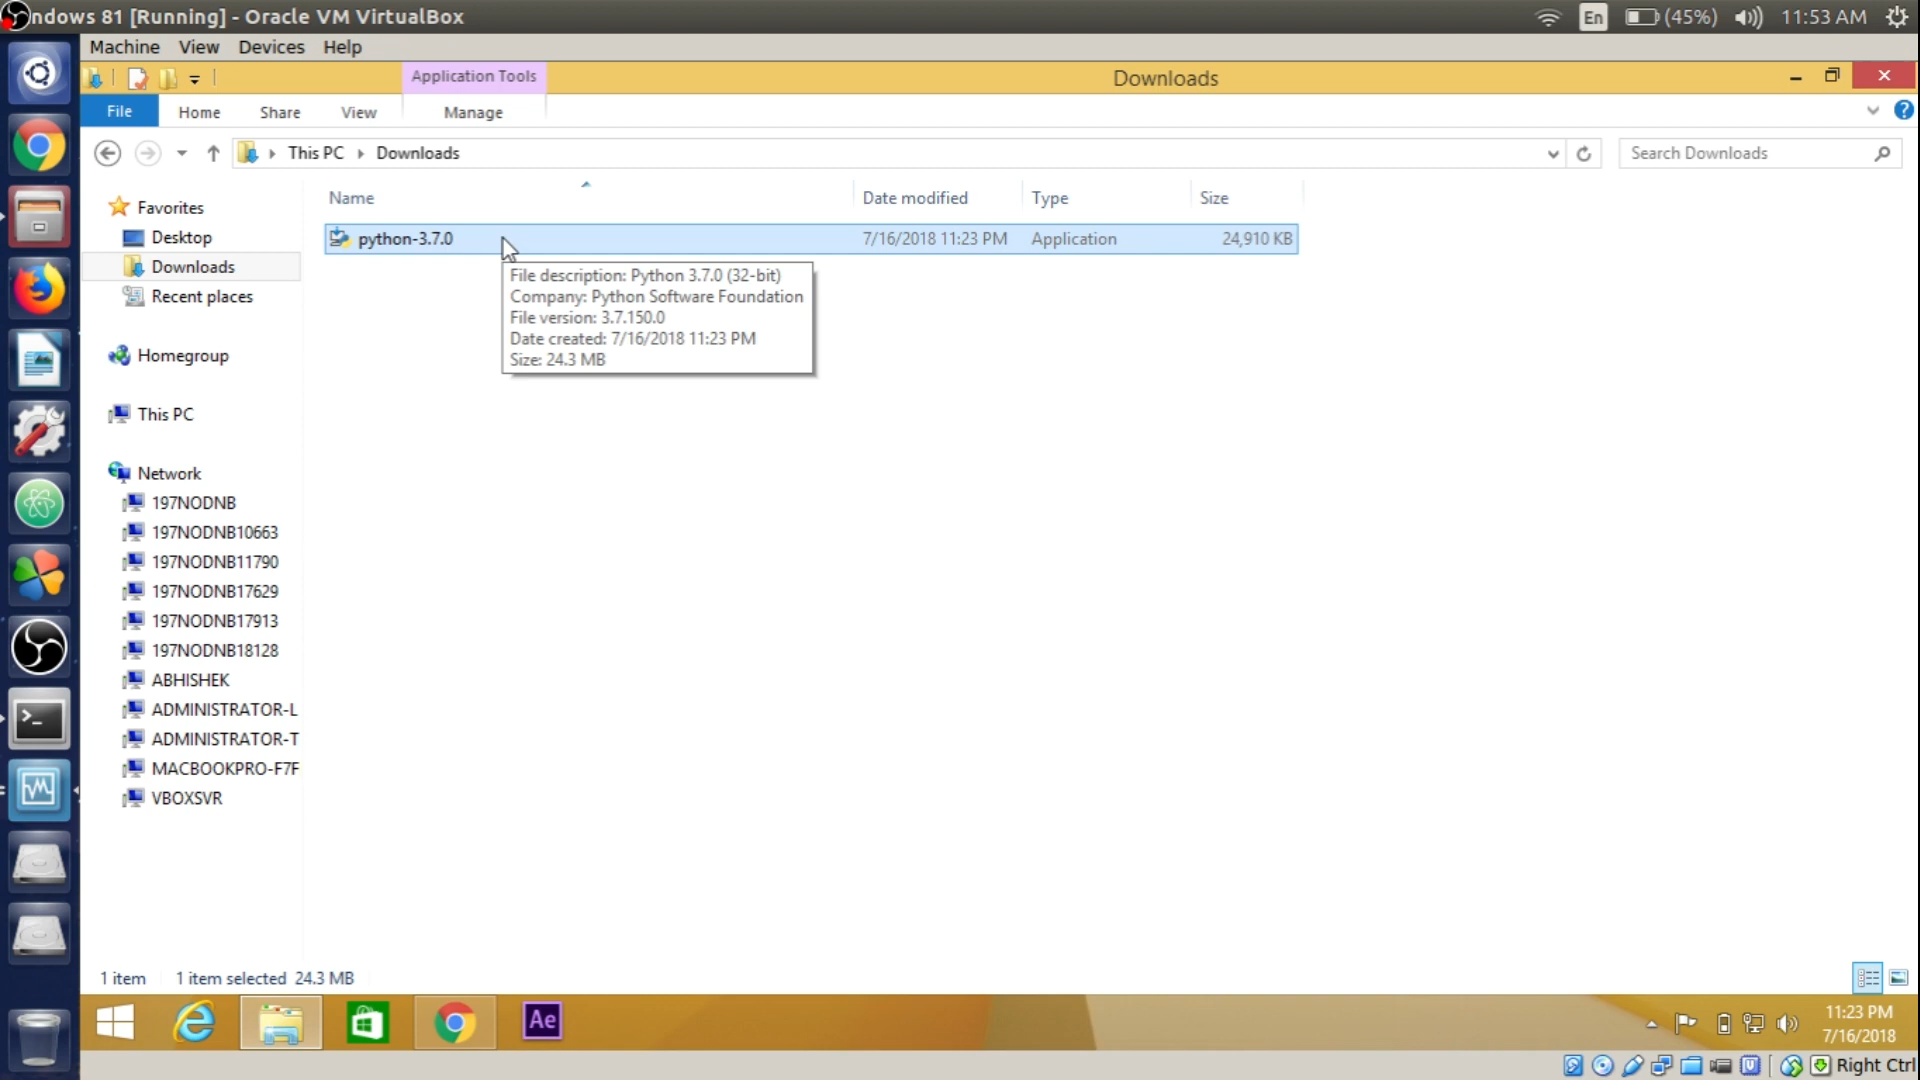 ndows 81 [Running] - Oracle VM VirtualBox
En
(45%)
11:53 AM
Machine View Devices Help
Application Tools
Downloads
File Home Share View Manage
This PC Downloads
Search Downloads
Name Date modified Type Size
python-3.7.0 7/16/2018 11:23 PM Application 24,910 KB
File description: Python 3.7.0 (32-bit)
Company: Python Software Foundation
File version: 3.7.150.0
Date created: 7/16/2018 11:23 PM
Size: 24.3 MB
Favorites
Desktop
Downloads
Recent places
Homegroup
This PC
Network
197NODNB
197NODNB10663
197NODNB11790
197NODNB17629
197NODNB17913
197NODNB18128
ABHISHEK
ADMINISTRATOR-L
ADMINISTRATOR-T
MACBOOKPRO-F7F
VBOXSVR
1 item 1 item selected 24.3 MB
Ae
11:23 PM
7/16/2018
Right Ctrl